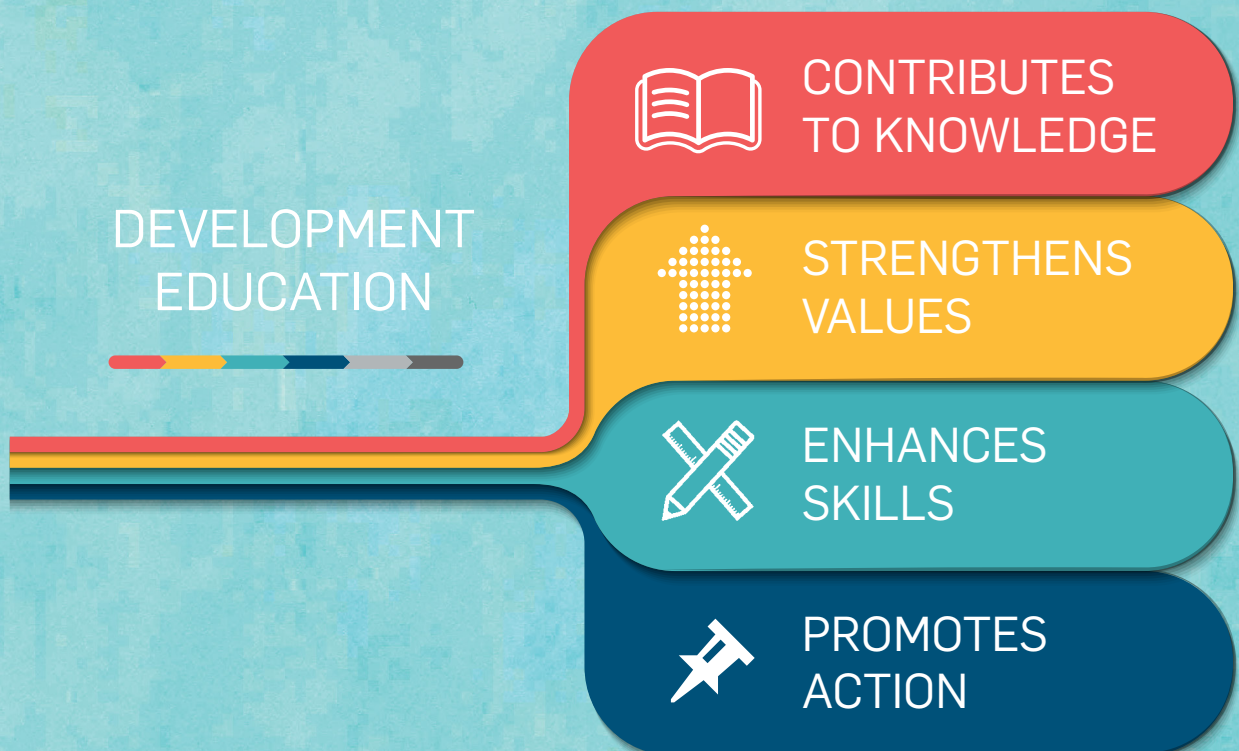 DEVELOPMENT
EDUCATION
CONTRIBUTES
TO KNOWLEDGE
STRENGTHENS
VALUES
ENHANCES
SKILLS
PROMOTES
ACTION